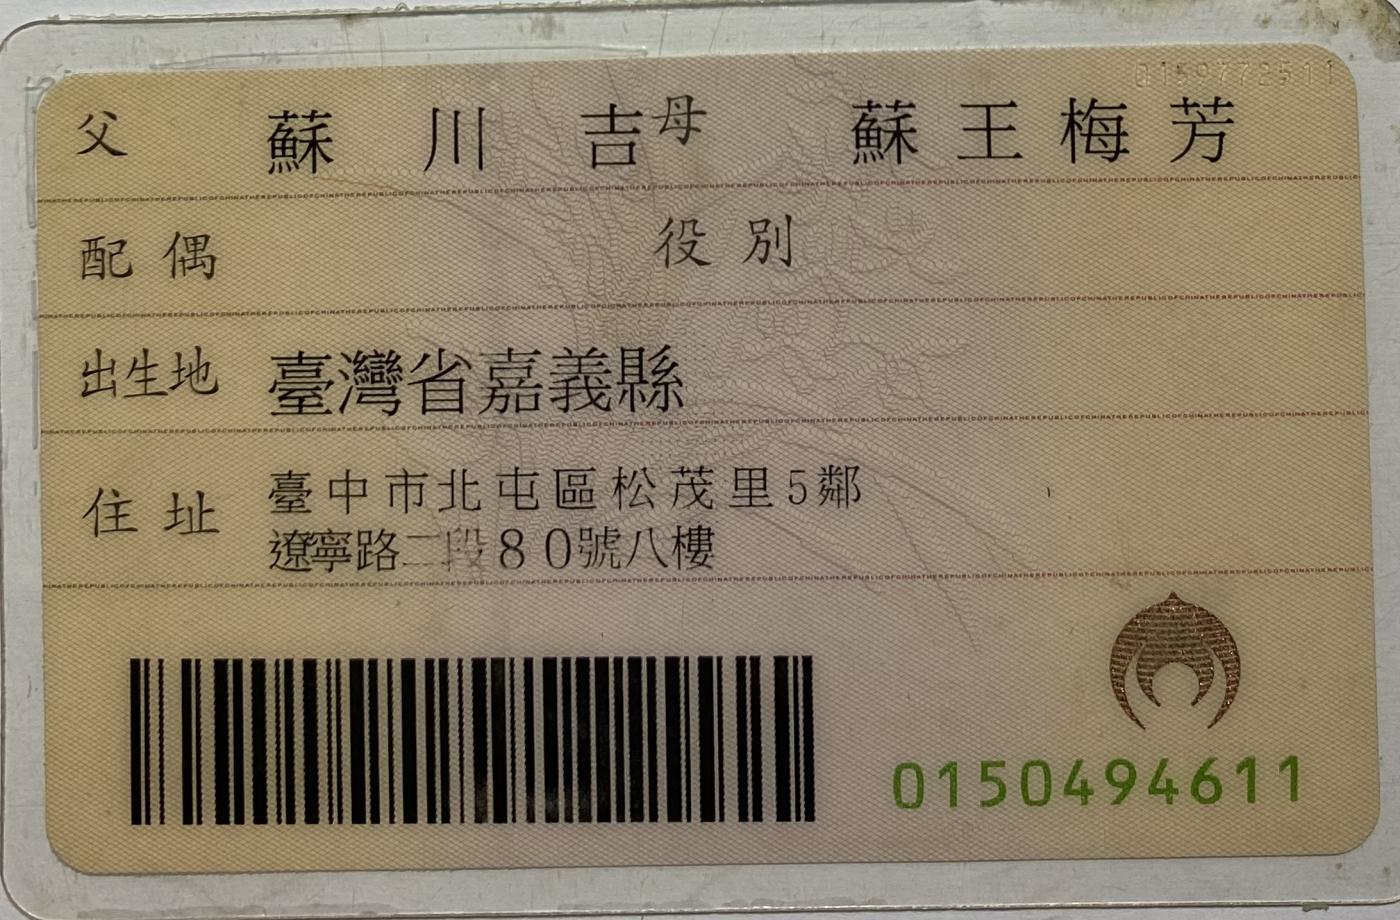 父 蘇川吉 母 蘇王梅芳
配偶 役別
出生地 臺灣省嘉義縣
住址 臺中市北屯區松茂里5鄰
遼寧路二段80號八樓
0150494611